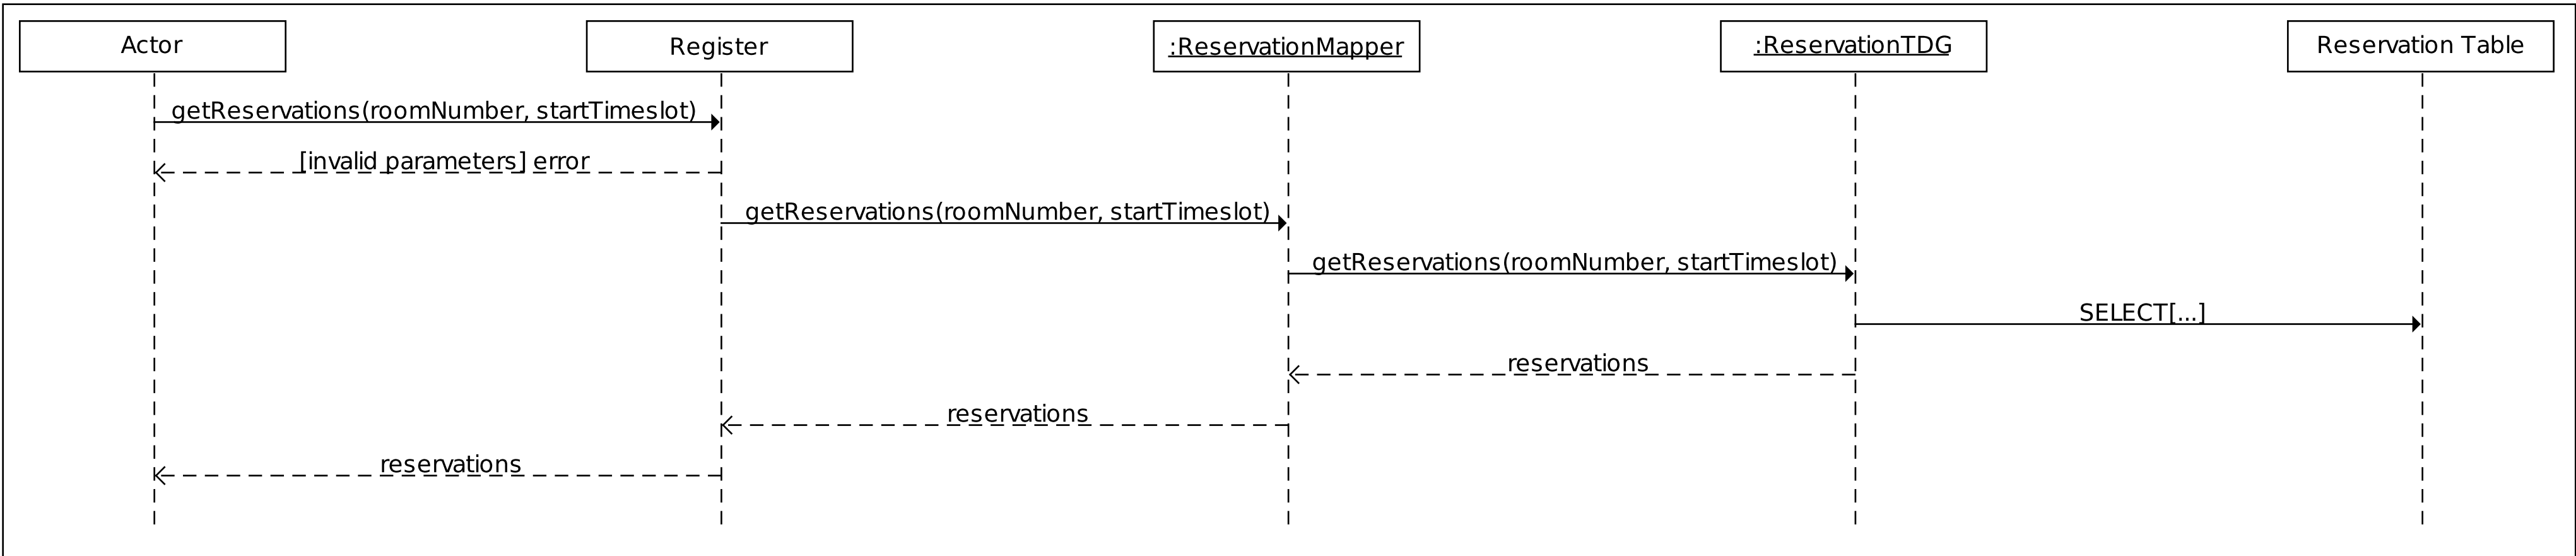 Actor
Register
:ReservationMapper
:ReservationTDG
Reservation Table
getReservations(roomNumber, startTimeslot)
[invalid parameters] error
getReservations(roomNumber, startTimeslot)
getReservations(roomNumber, startTimeslot)
SELECT[...]
reservations
reservations
reservations